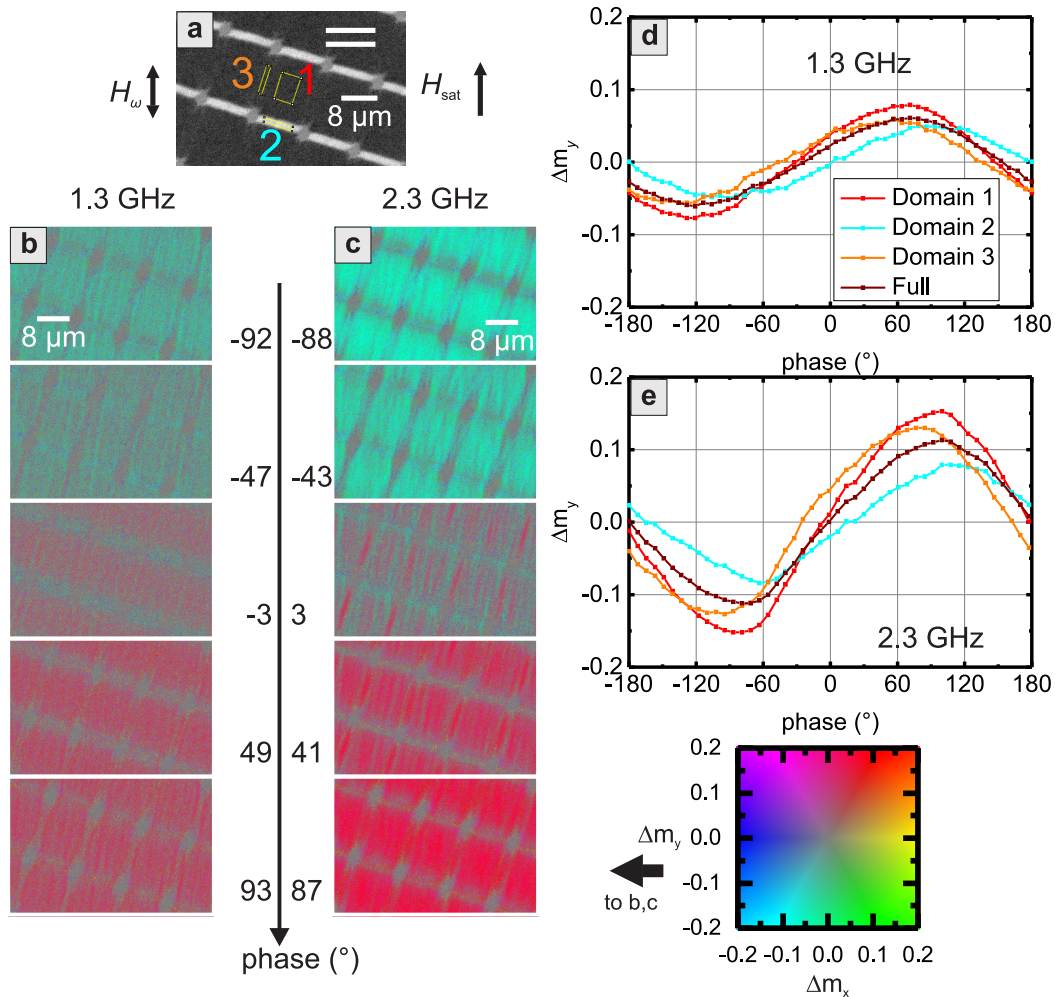 a
3
1
2
8 µm
Hω
Hsat
1.3 GHz
2.3 GHz
b
c
8 µm
8 µm
-92
-88
-47
-43
-3
3
49
41
93
87
phase (°)
d
1.3 GHz
0.2
0.1
0.0
-0.1
-0.2
Δmy
Domain 1
Domain 2
Domain 3
Full
-180 -120 -60 0 60 120 180
phase (°)
e
2.3 GHz
0.2
0.1
0.0
-0.1
-0.2
Δmy
-180 -120 -60 0 60 120 180
phase (°)
0.2
0.1
Δmy 0.0
-0.1
-0.2
to b,c
-0.2 -0.1 0.0 0.1 0.2
Δmx